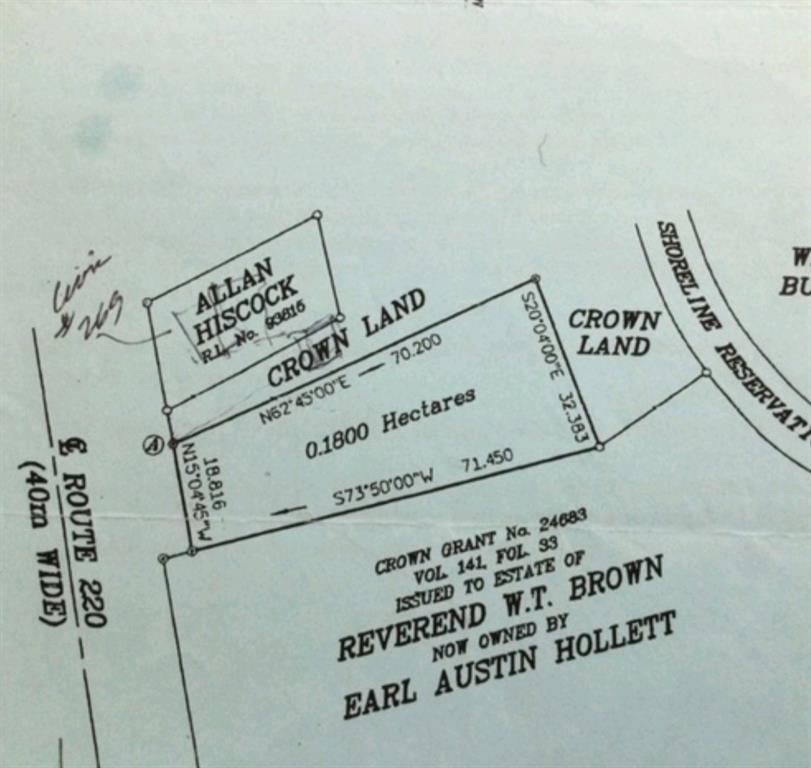 ALLAN
HISCOCK
R.L. No. 93815
# 269
CROWN LAND
N62°45'00"E 70.200
S20°04'00"E 32.383
CROWN
LAND
SHORELINE RESERVATI
W
BU
0.1800 Hectares
A
N15°04'45"W
18.816
S73°50'00"W 71.450
℄ ROUTE 220
(40m WIDE)
CROWN GRANT No. 24683
VOL. 141, FOL. 33
ISSUED TO ESTATE OF
REVEREND W.T. BROWN
NOW OWNED BY
EARL AUSTIN HOLLETT